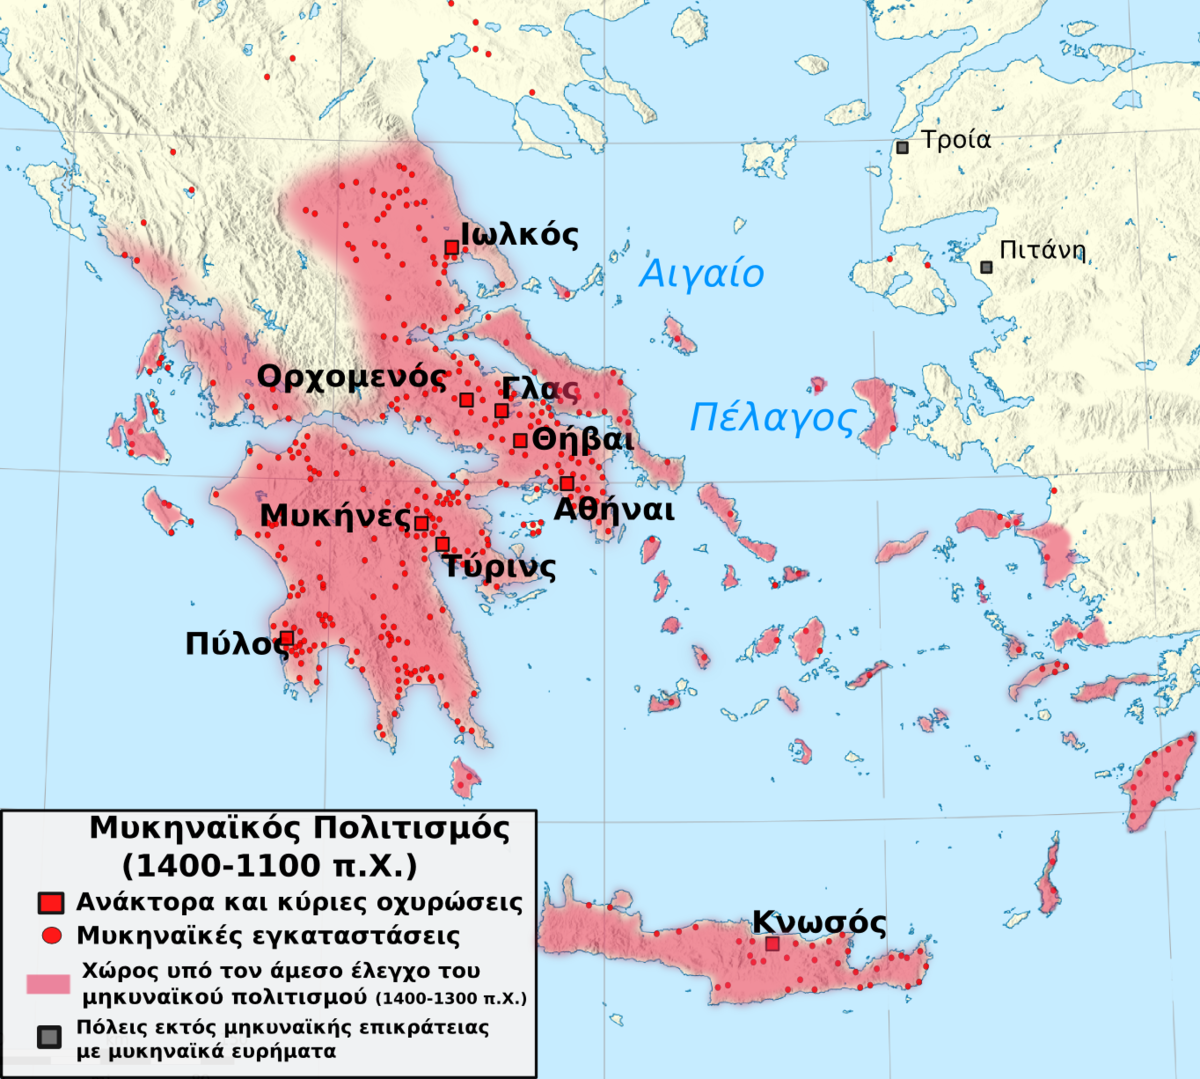 Τροία
Ιωλκός
Πιτάνη
Αιγαίο
Ορχομενός
Γλας
Πέλαγος
Θήβαι
Μυκήνες
Αθήναι
Τύρινς
Πύλος
Κνωσός
Μυκηναϊκός Πολιτισμός
(1400-1100 π.Χ.)
Ανάκτορα και κύριες οχυρώσεις
Μυκηναϊκές εγκαταστάσεις
Χώρος υπό τον άμεσο έλεγχο του
μηκυναϊκού πολιτισμού (1400-1300 π.Χ.)
Πόλεις εκτός μηκυναϊκής επικράτειας
με μυκηναϊκά ευρήματα